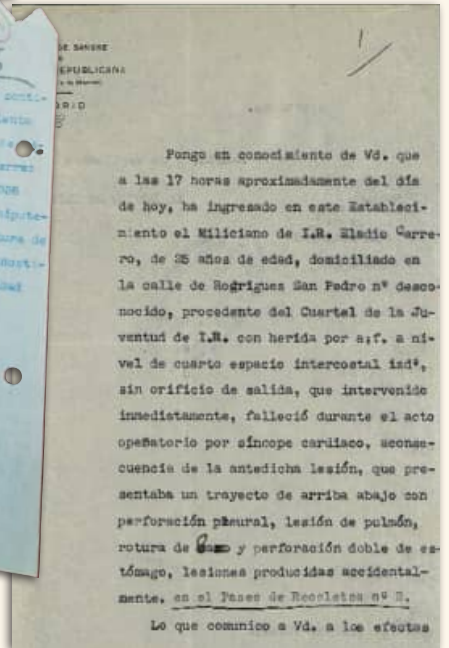 DE SANGRE
EPUBLICANA
DRID
1
Pongo en conocimiento de Vd. que
a las 17 horas aproximadamente del día
de hoy, ha ingresado en este Estableci-
miento el Miliciano de I.R. Eladio Carre-
ro, de 25 años de edad, domiciliado en
la calle de Rodrigues San Pedro nº desco-
nocido, procedente del Cuartel de la Ju-
ventud de I.R. con herida por a.f. a ni-
vel de cuarto espacio intercostal izdº,
sin orificio de salida, que intervenido
inmediatamente, falleció durante el acto
operatorio por síncope cardiaco, aconse-
cuencia de la antedicha lesión, que pre-
sentaba un trayecto de arriba abajo con
perforación pleural, lesión de pulmón,
rotura de y perforación doble de es-
tómago, lesiones producidas accidental-
mente. en el Paseo de Recoletos nº 2.
Lo que comunico a Vd. a los efectos